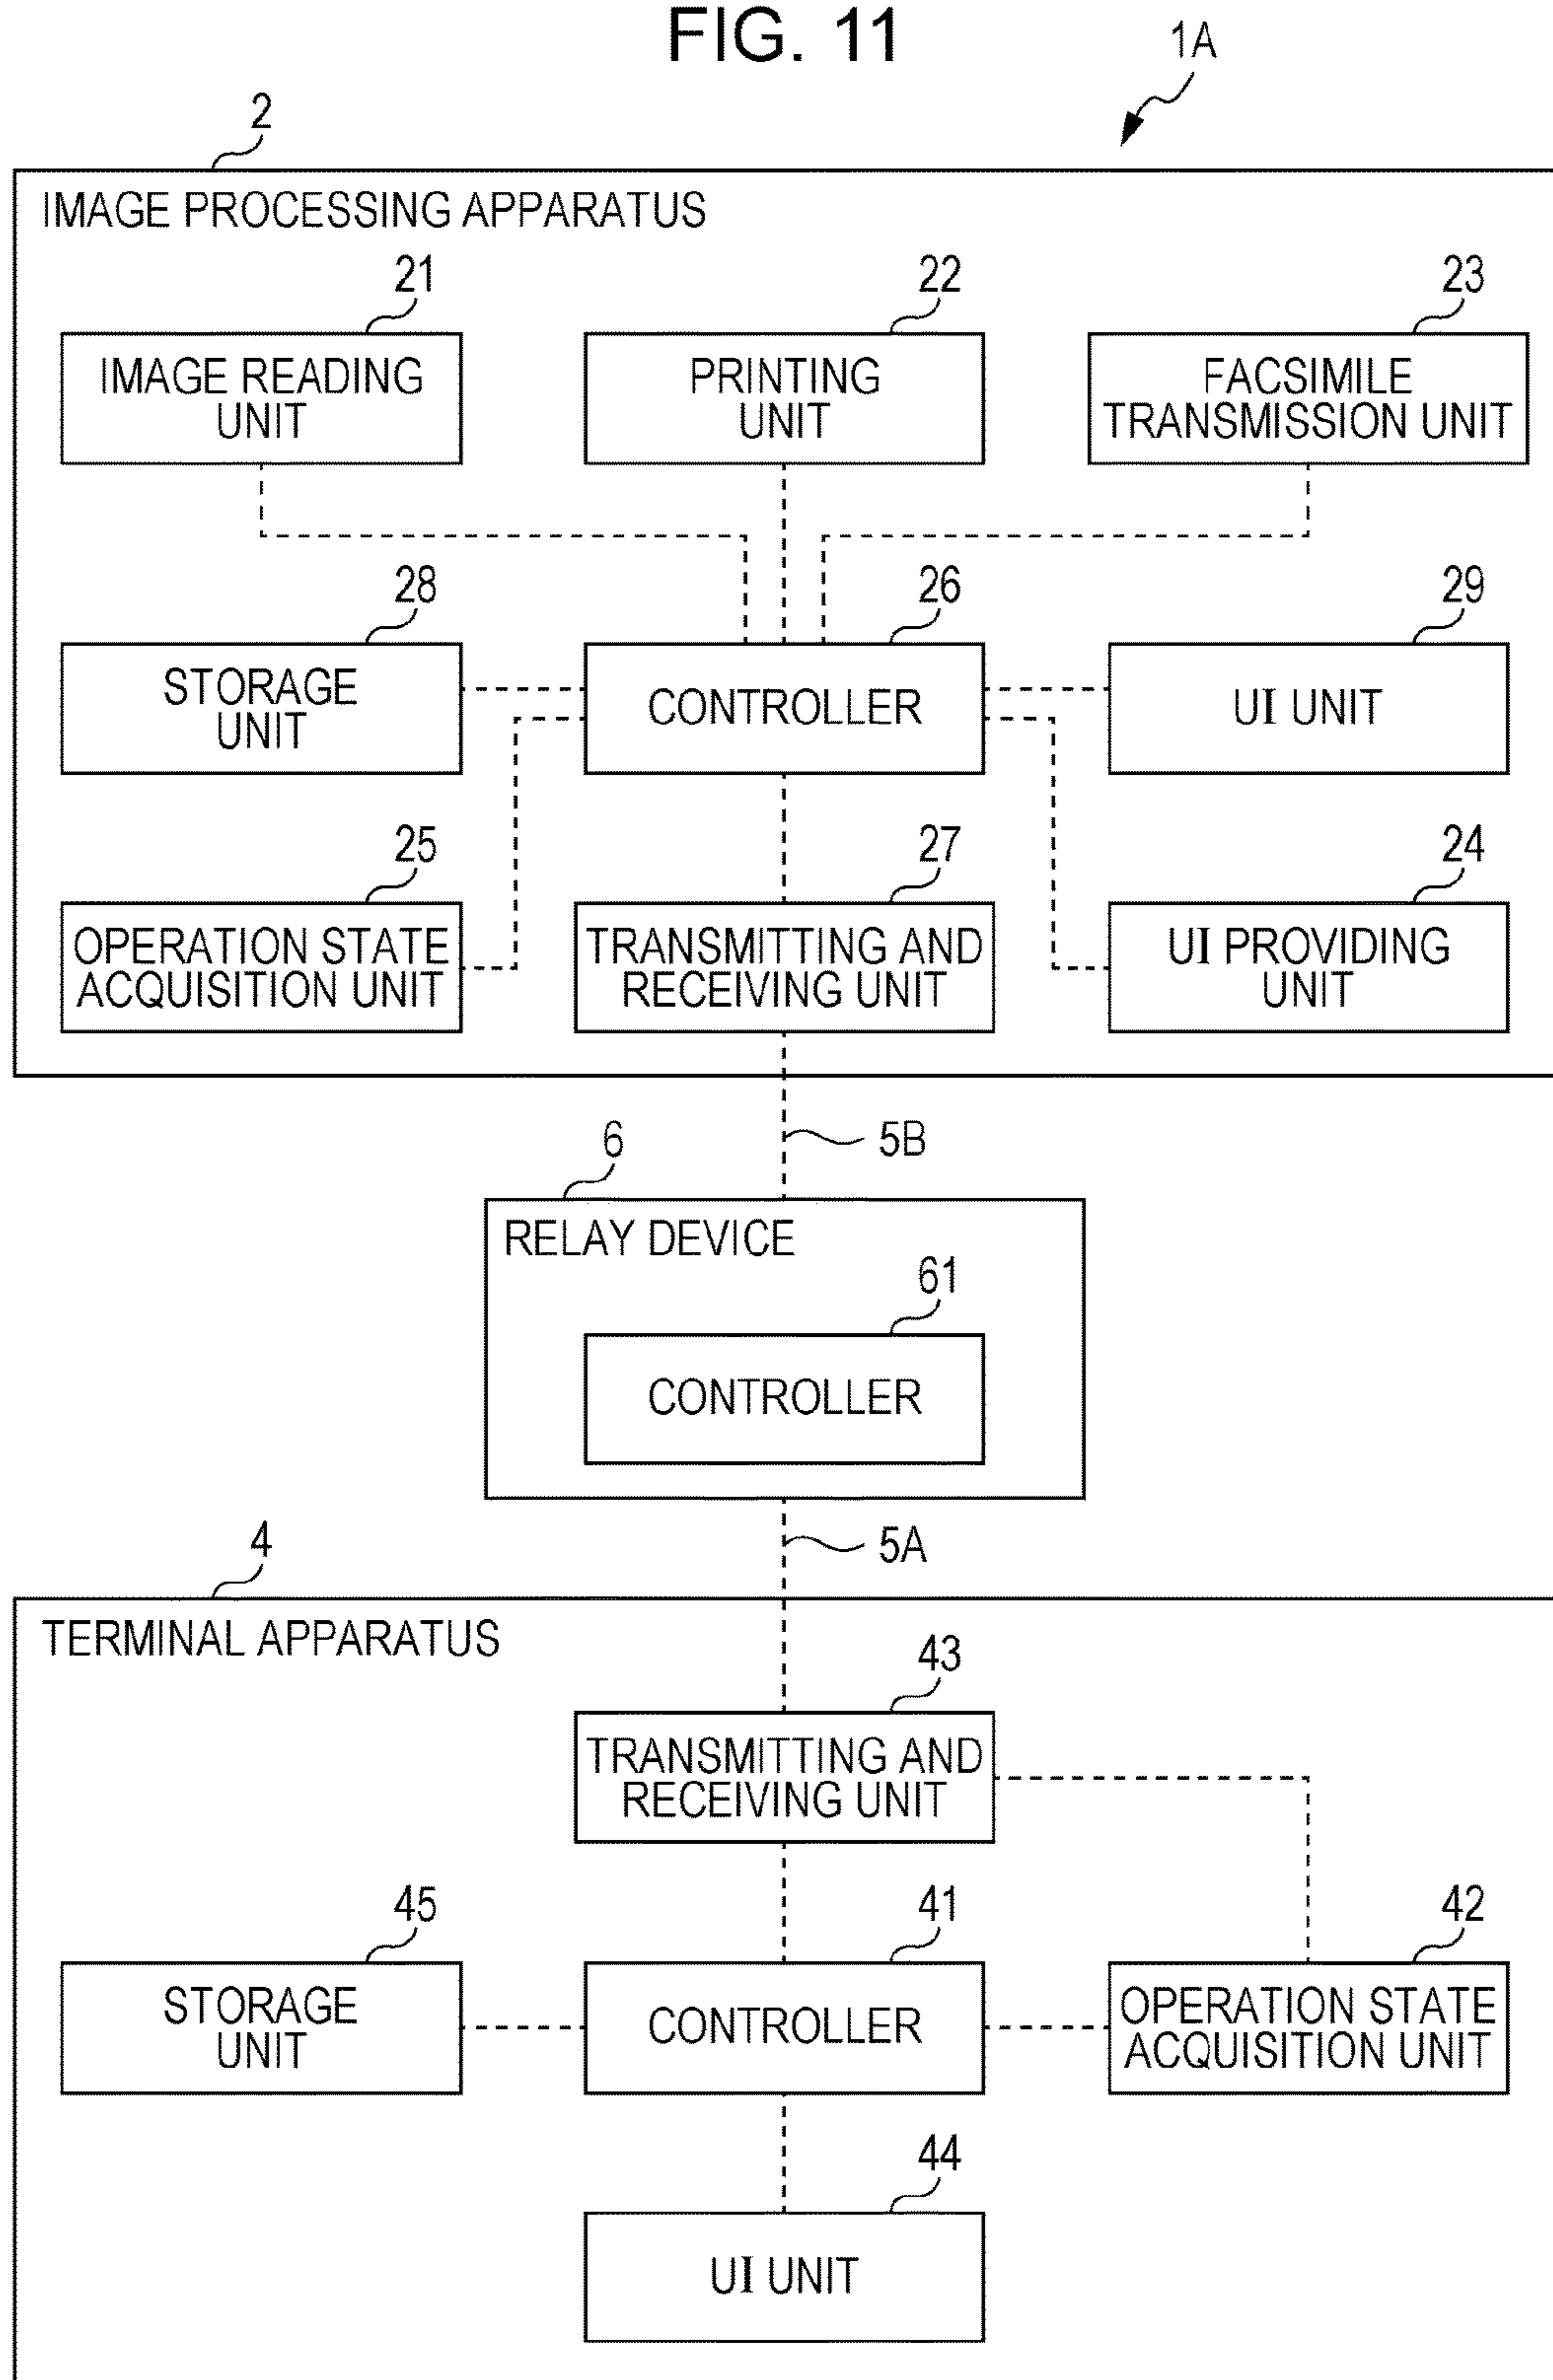 FIG. 11
1A
2
IMAGE PROCESSING APPARATUS
21
22
23
IMAGE READING
UNIT
PRINTING
UNIT
FACSIMILE
TRANSMISSION UNIT
28
26
29
STORAGE
UNIT
CONTROLLER
UI UNIT
25
27
24
OPERATION STATE
ACQUISITION UNIT
TRANSMITTING AND
RECEIVING UNIT
UI PROVIDING
UNIT
5B
6
RELAY DEVICE
61
CONTROLLER
5A
4
TERMINAL APPARATUS
43
TRANSMITTING AND
RECEIVING UNIT
45
41
42
STORAGE
UNIT
CONTROLLER
OPERATION STATE
ACQUISITION UNIT
44
UI UNIT